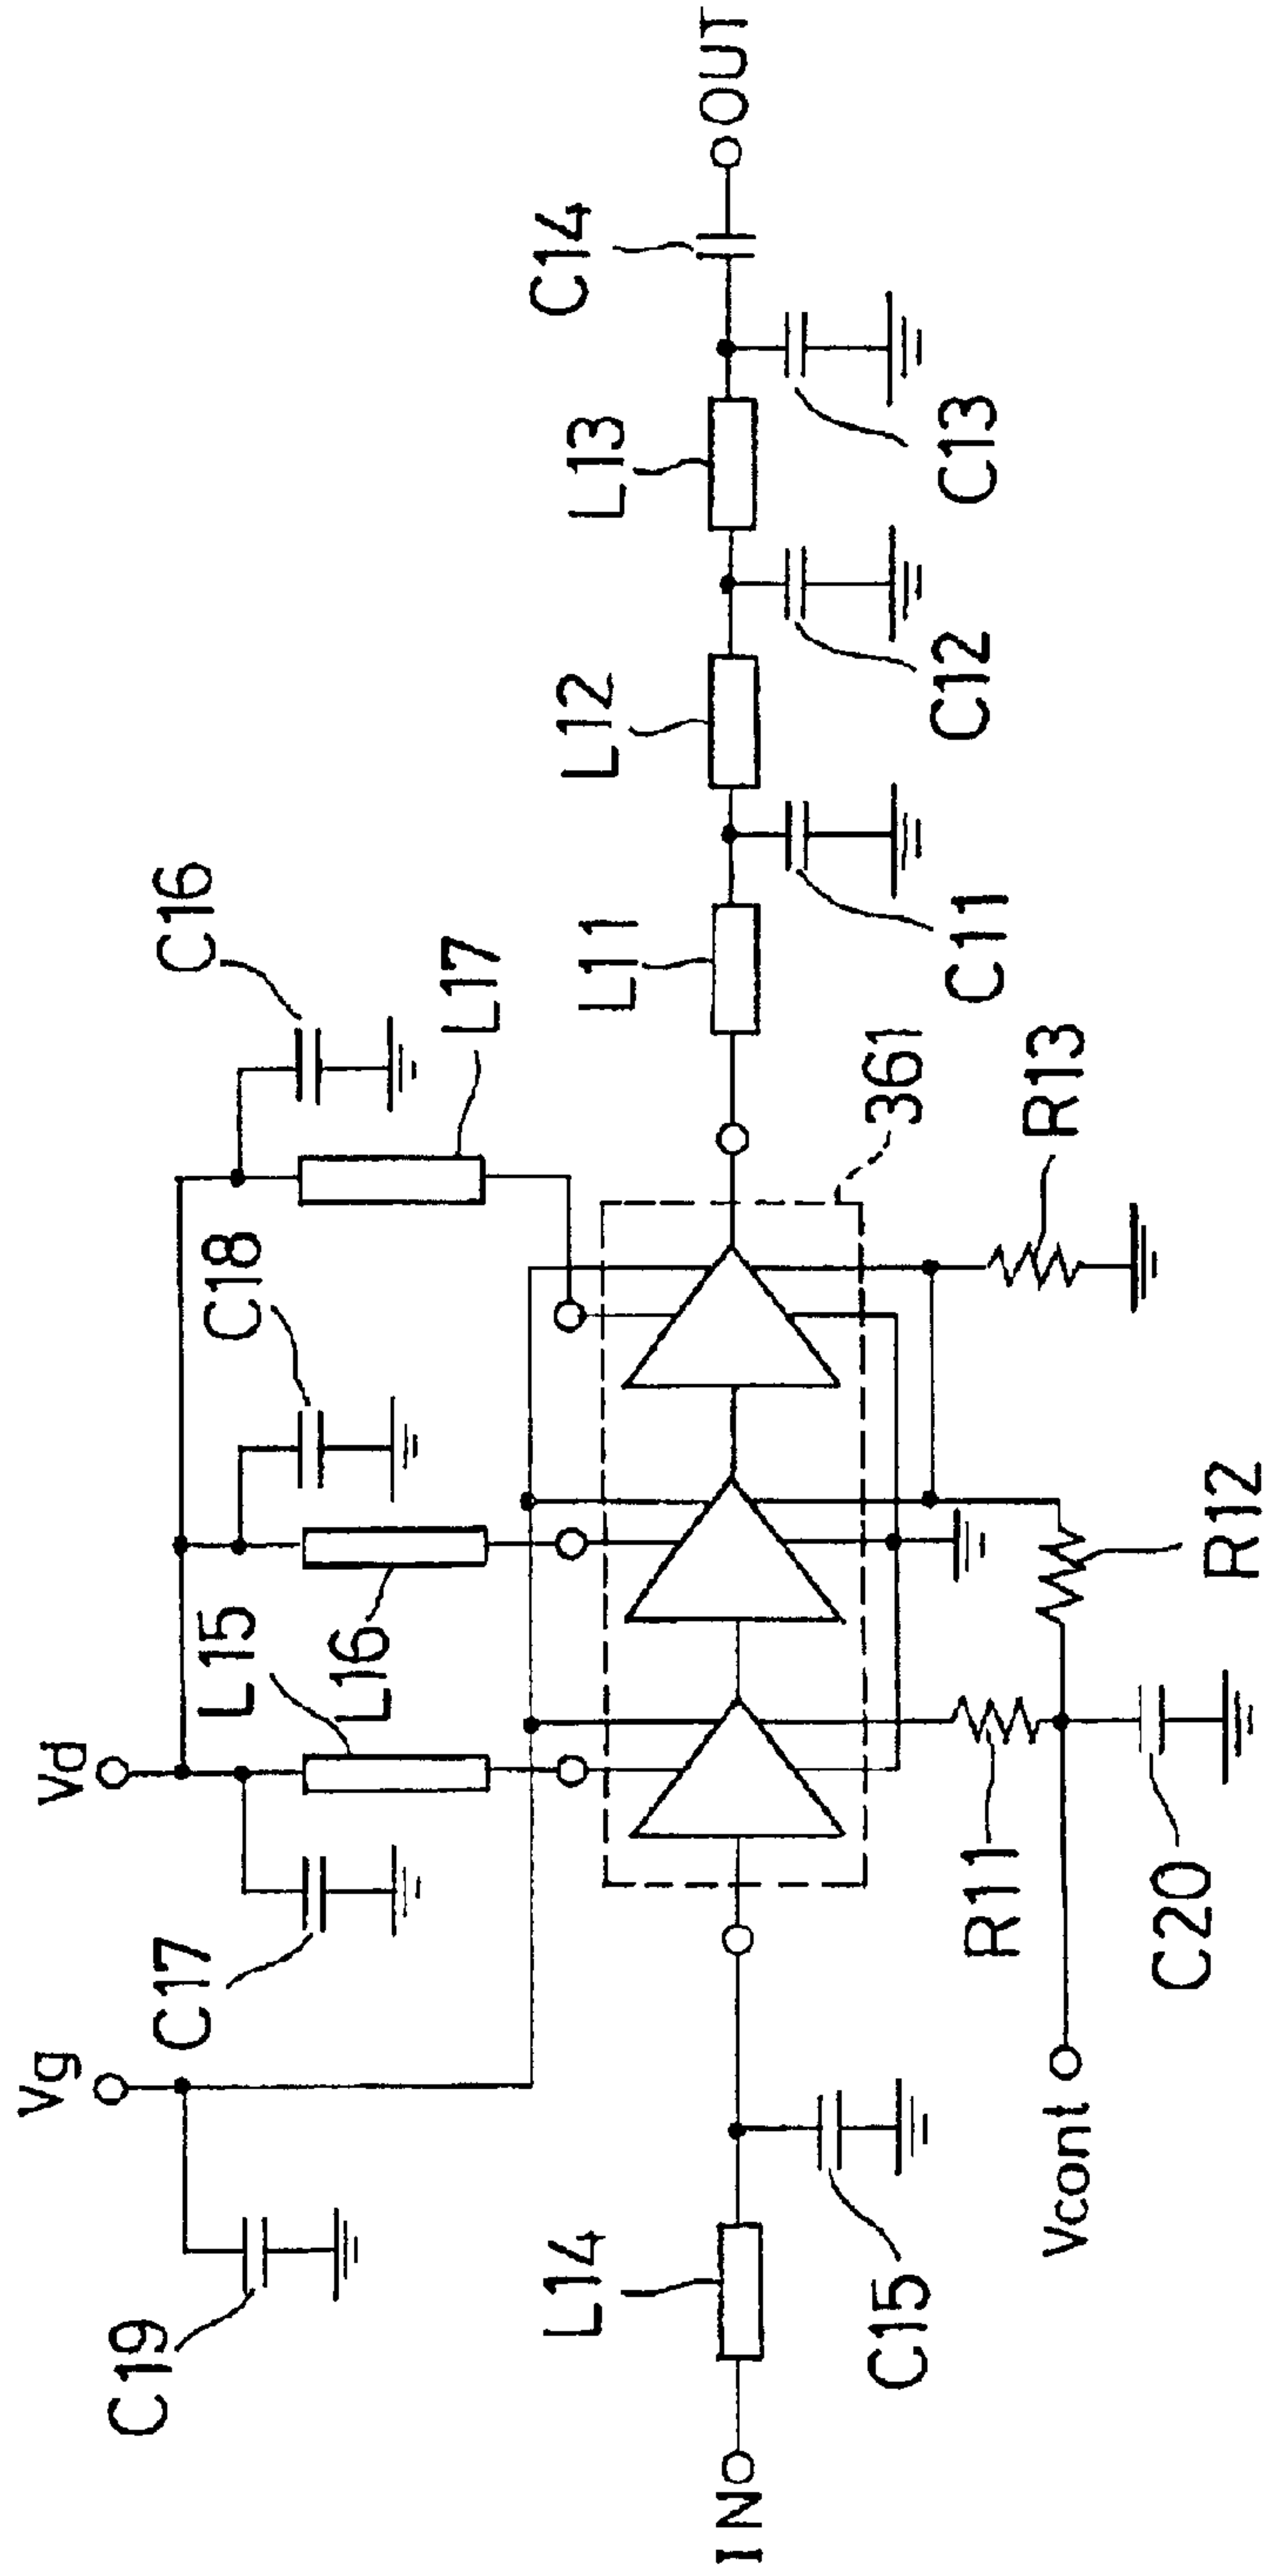 Vg
Vd
C19
C17
L15
L16
C18
C16
L17
L14
L11
L12
L13
C14
IN
OUT
361
C15
R11
R13
C11
C12
C13
Vcont
C20
R12